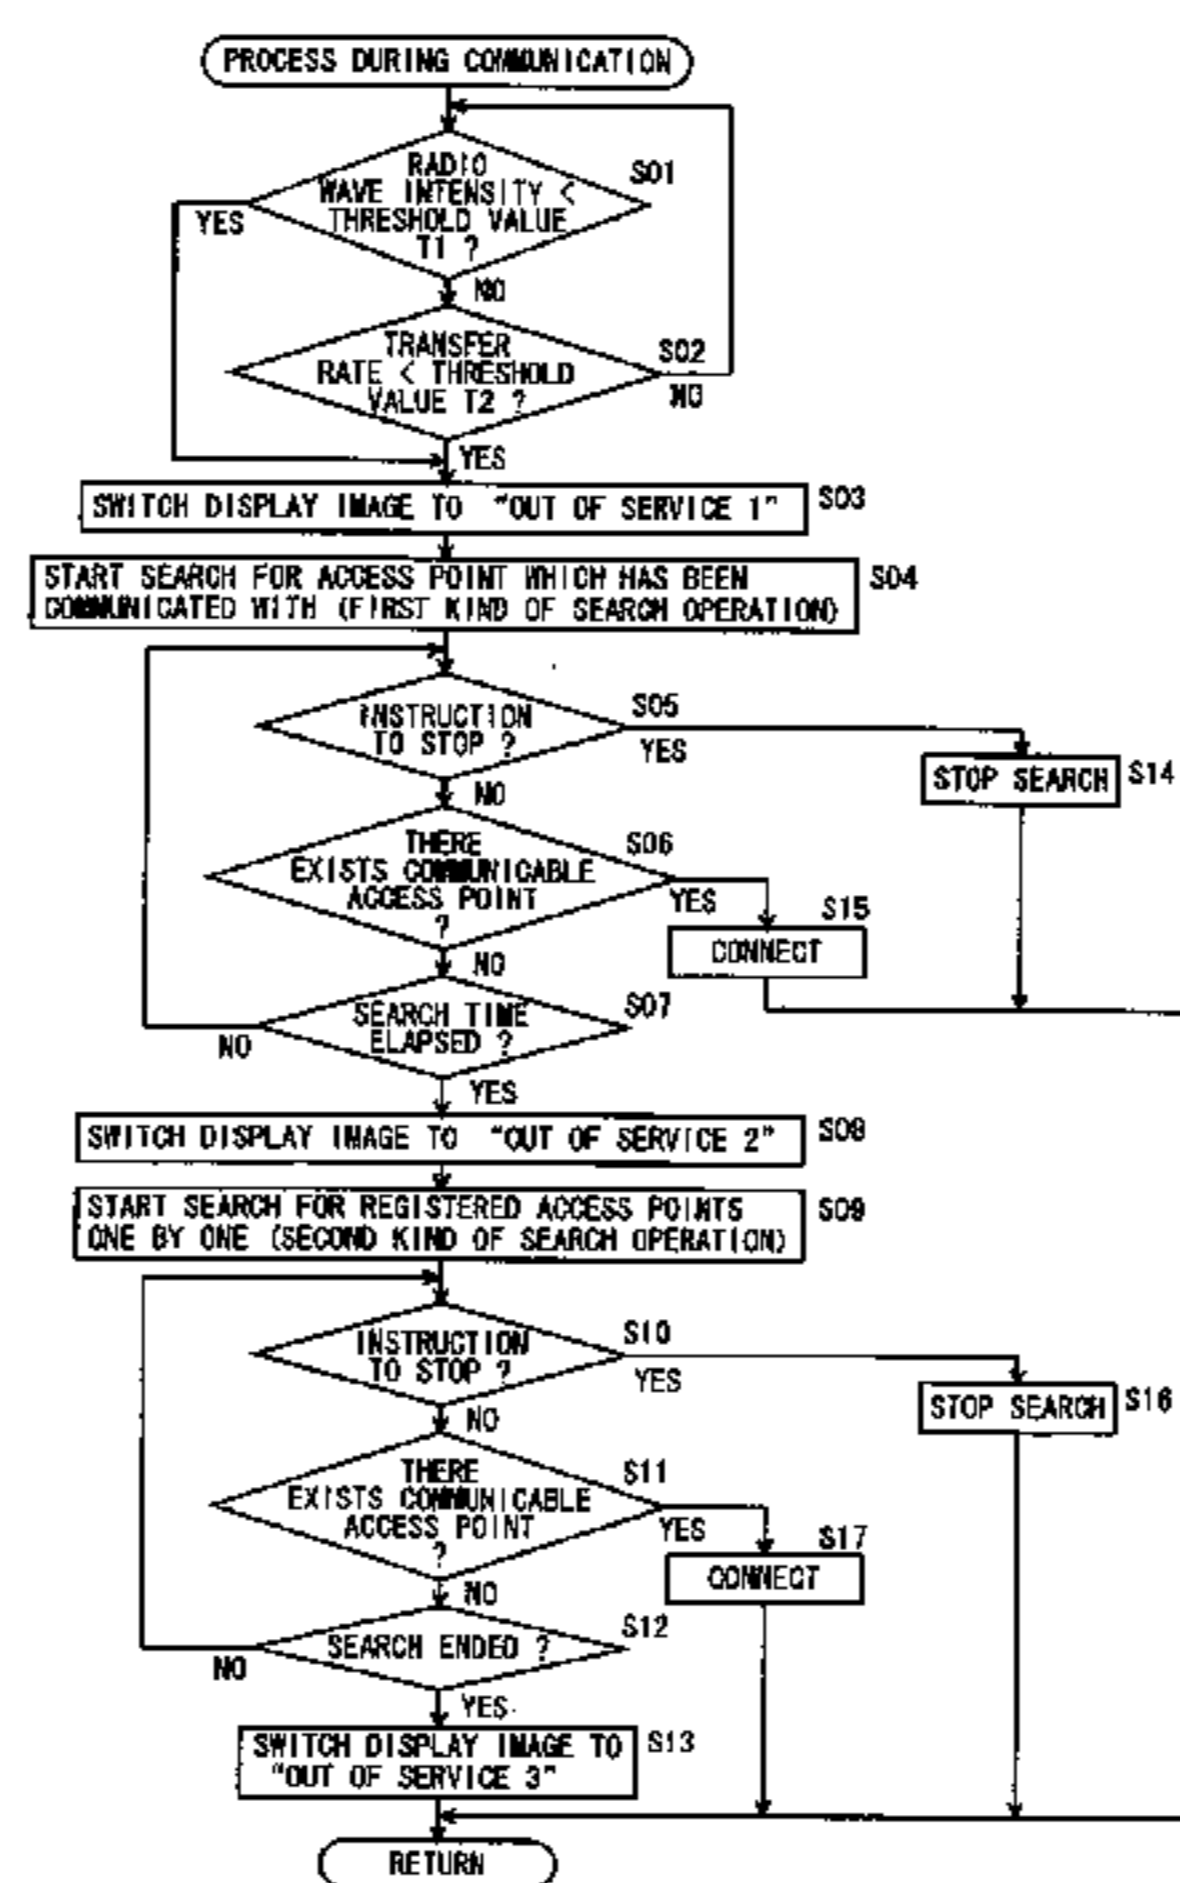 PROCESS DURING COMMUNICATION
RADIO
WAVE INTENSITY <
THRESHOLD VALUE
T1 ?
S01
YES
NO
TRANSFER
RATE < THRESHOLD
VALUE T2 ?
S02
NO
YES
SWITCH DISPLAY IMAGE TO "OUT OF SERVICE 1"
S03
START SEARCH FOR ACCESS POINT WHICH HAS BEEN
COMMUNICATED WITH (FIRST KIND OF SEARCH OPERATION)
S04
INSTRUCTION
TO STOP ?
S05
YES
STOP SEARCH
S14
NO
THERE
EXISTS COMMUNICABLE
ACCESS POINT
?
S06
YES
S15
CONNECT
NO
SEARCH TIME
ELAPSED ?
S07
NO
YES
SWITCH DISPLAY IMAGE TO "OUT OF SERVICE 2"
S08
START SEARCH FOR REGISTERED ACCESS POINTS
ONE BY ONE (SECOND KIND OF SEARCH OPERATION)
S09
INSTRUCTION
TO STOP ?
S10
YES
STOP SEARCH
S16
NO
THERE
EXISTS COMMUNICABLE
ACCESS POINT
?
S11
YES
S17
CONNECT
NO
SEARCH ENDED ?
S12
NO
YES
SWITCH DISPLAY IMAGE TO
"OUT OF SERVICE 3"
S13
RETURN